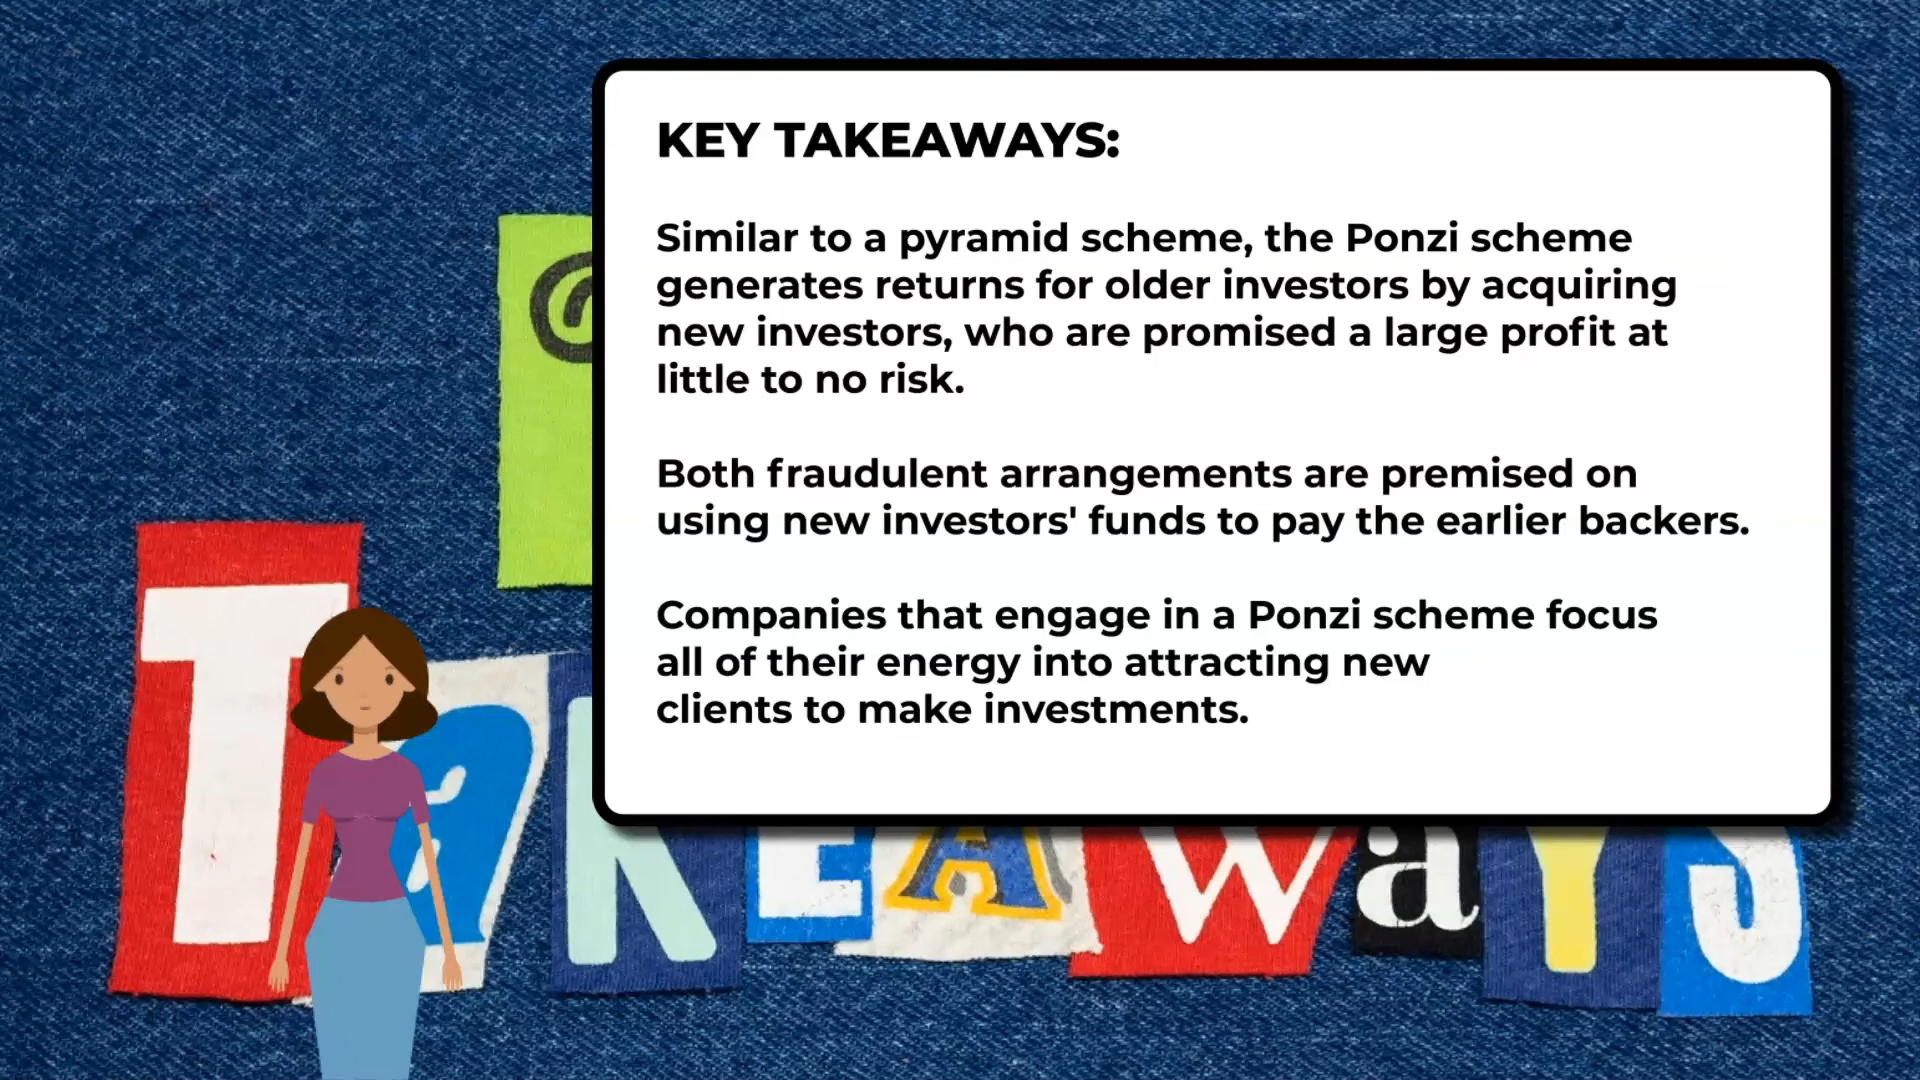 KEY TAKEAWAYS:
Similar to a pyramid scheme, the Ponzi scheme
generates returns for older investors by acquiring
new investors, who are promised a large profit at
little to no risk.
Both fraudulent arrangements are premised on
using new investors' funds to pay the earlier backers.
Companies that engage in a Ponzi scheme focus
all of their energy into attracting new
clients to make investments.
TaKEAWaYS